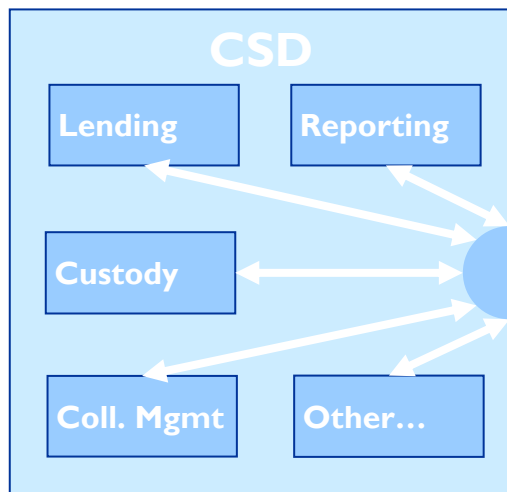 CSD
Lending
Reporting
Custody
Coll. Mgmt
Other…